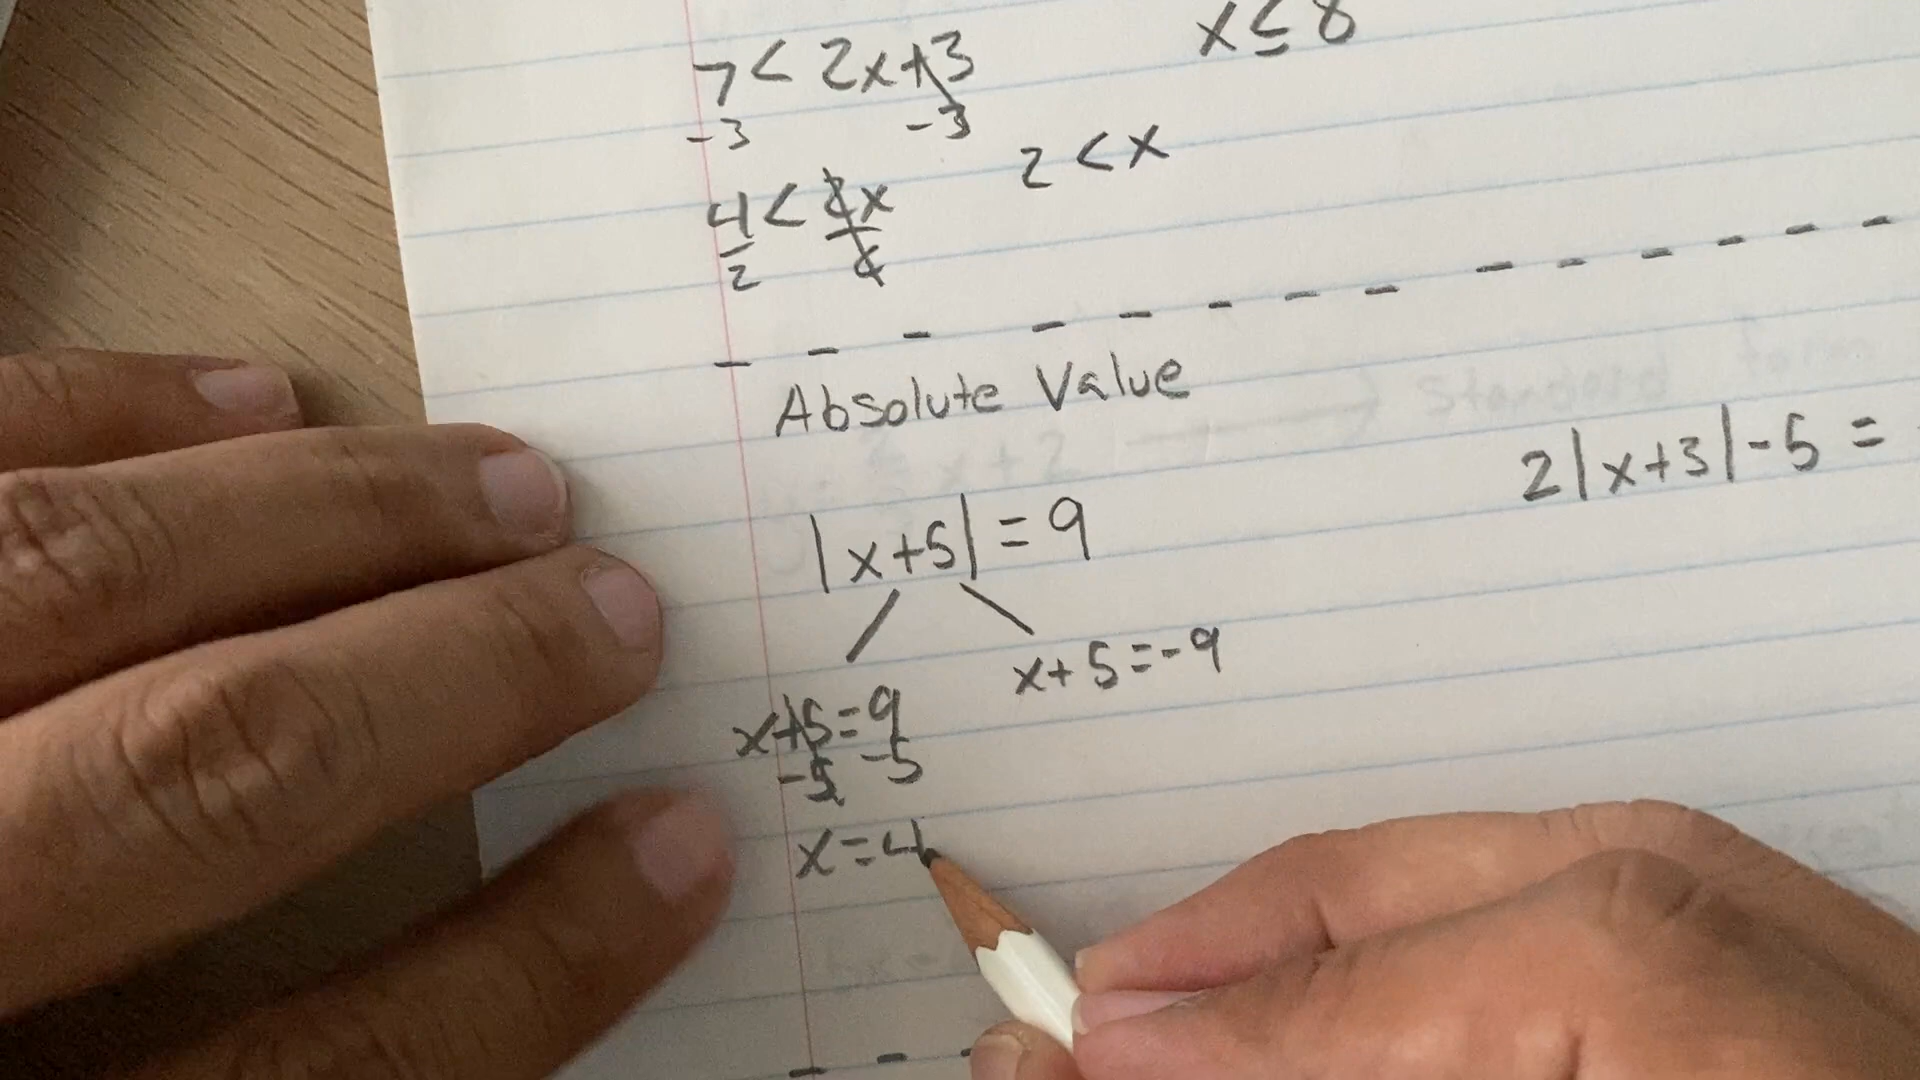 7 < 2x+3
x ≤ 8
-3 -3
2 < x
4 < 2x
2 2
Absolute Value
2|x+3|-5 =
|x+5| = 9
x+5=-9
x+5=9
-5 -5
x=4